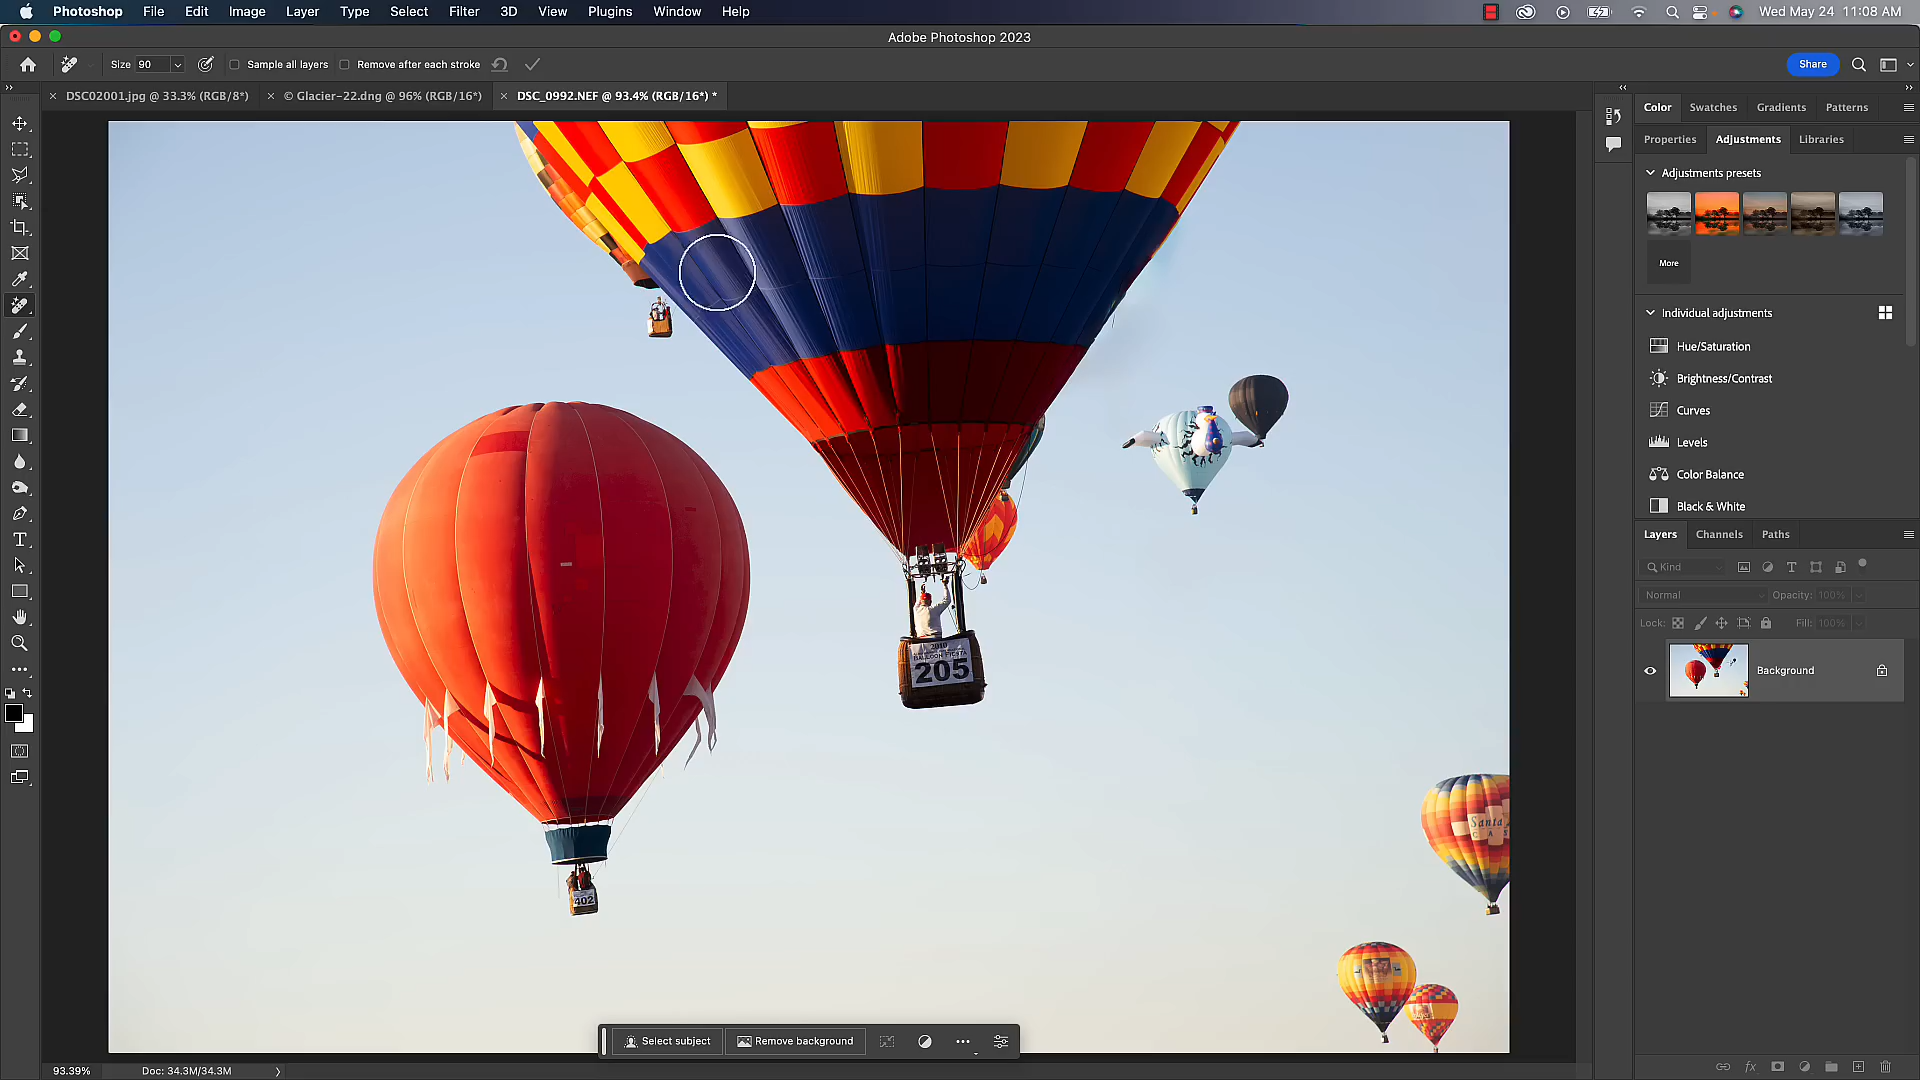 Photoshop File Edit Image Layer Type Select Filter 3D View Plugins Window Help Wed May 24 11:08 AM
Adobe Photoshop 2023
Size 90 Sample all layers Remove after each stroke Share
DSC02001.jpg @ 33.3% (RGB/8*) © Glacier-22.dng @ 96% (RGB/16*) DSC_0992.NEF @ 93.4% (RGB/16*) *
Color Swatches Gradients Patterns
Properties Adjustments Libraries
Adjustments presets
More
Individual adjustments
Hue/Saturation
Brightness/Contrast
Curves
Levels
Color Balance
Black & White
Layers Channels Paths
Kind
Normal Opacity: 100%
Lock: Fill: 100%
Background
2010
BALLOON FIESTA
205
402
Santa
CAS
Select subject Remove background
93.39% Doc: 34.3M/34.3M